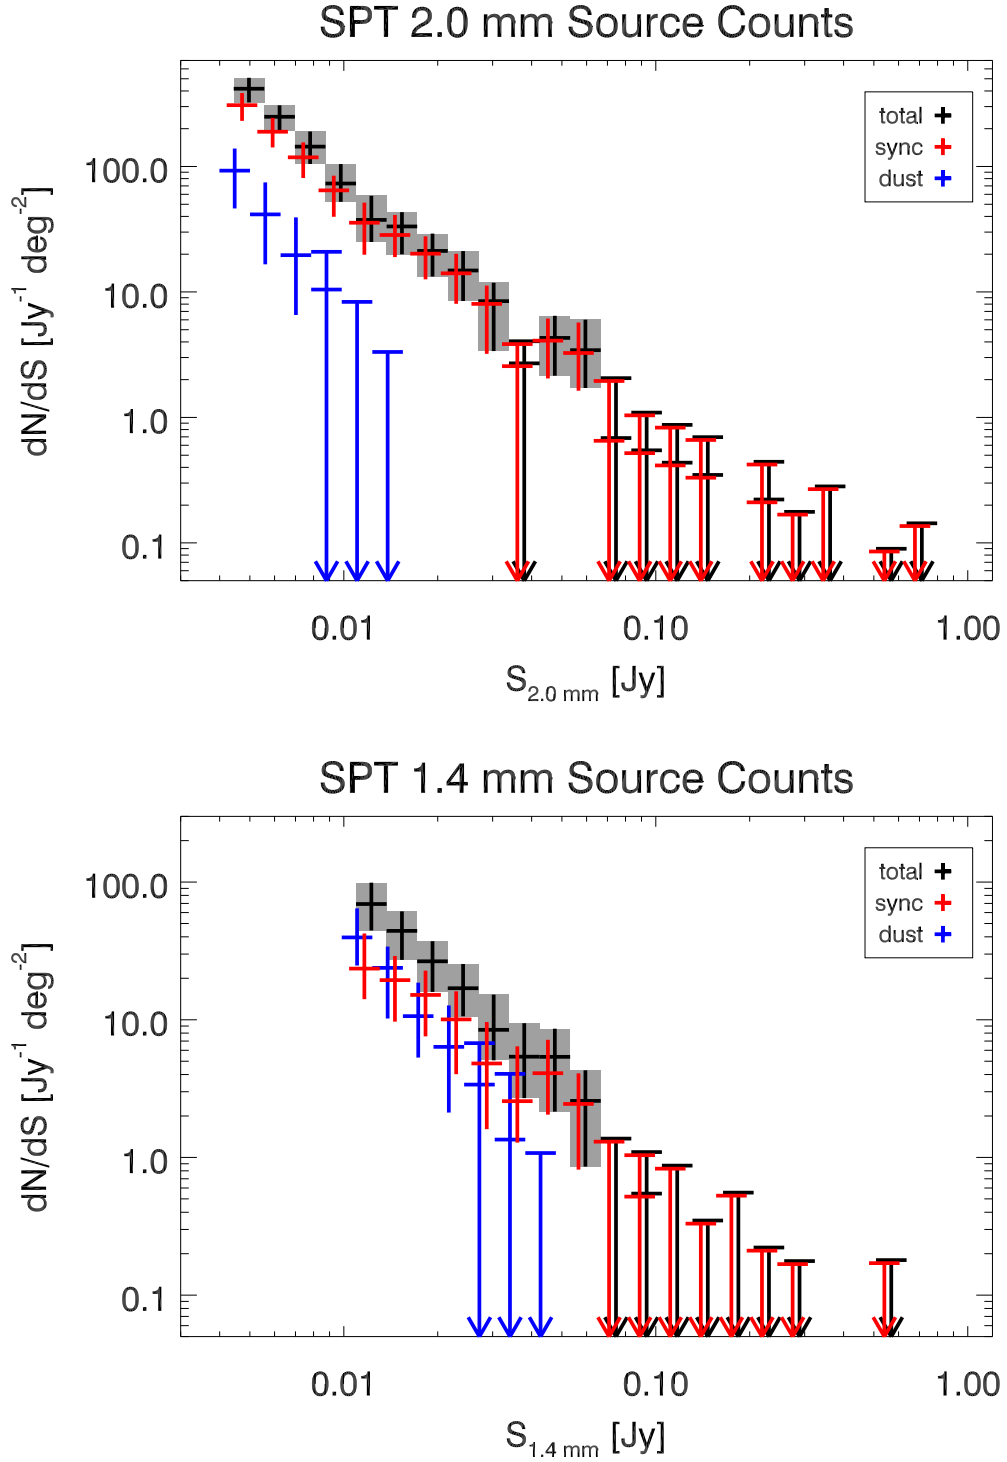 SPT 2.0 mm Source Counts
total
sync
dust
dN/dS [Jy⁻¹ deg⁻²]
100.0
10.0
1.0
0.1
0.01 0.10 1.00
S₂.₀ ₘₘ [Jy]
SPT 1.4 mm Source Counts
total
sync
dust
dN/dS [Jy⁻¹ deg⁻²]
100.0
10.0
1.0
0.1
0.01 0.10 1.00
S₁.₄ ₘₘ [Jy]